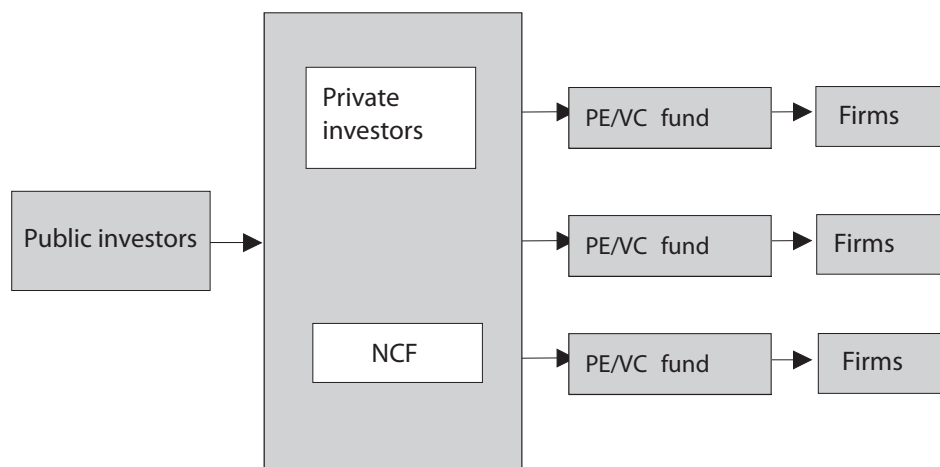 Private
investors
PE/VC fund
Firms
Public investors
PE/VC fund
Firms
NCF
PE/VC fund
Firms